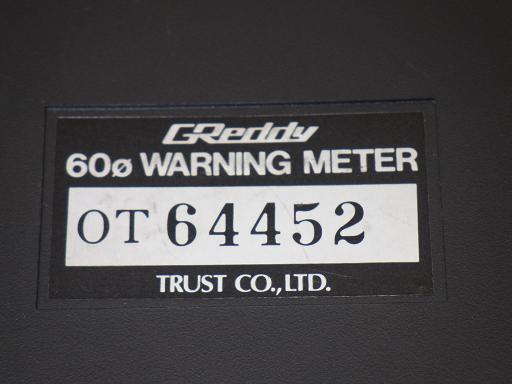 GReddy
60ø WARNING METER
OT 64452
TRUST CO.,LTD.